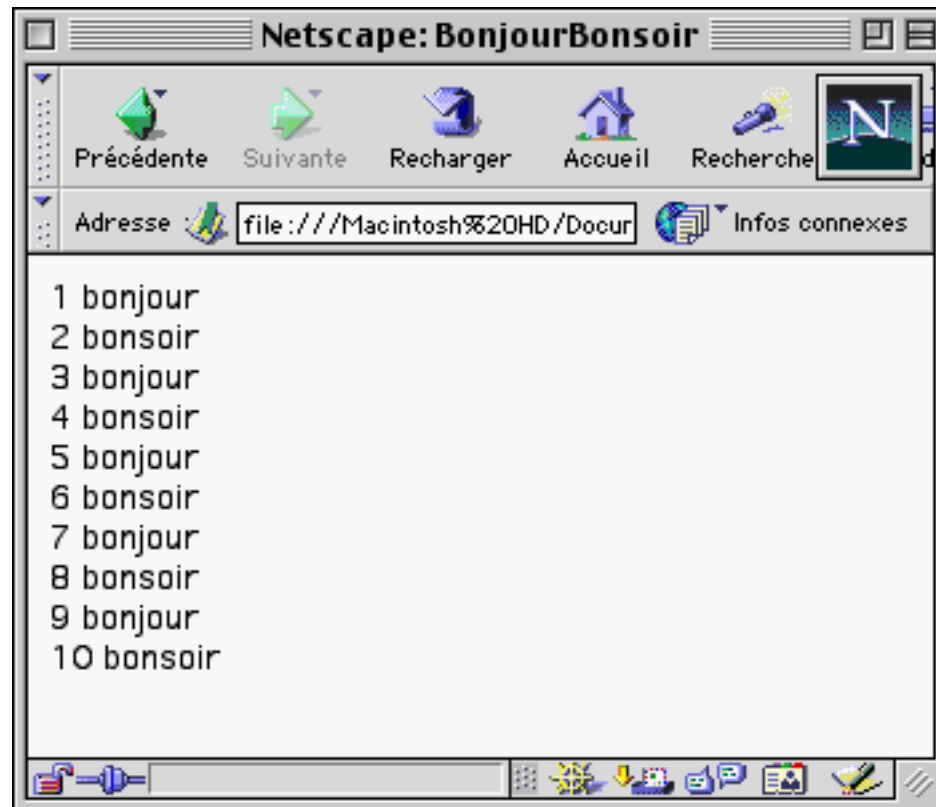 Netscape: BonjourBonsoir
Précédente Suivante Recharger Accueil Recherche N
Adresse : file:///Macintosh%20HD/Docur Infos connexes
1 bonjour
2 bonsoir
3 bonjour
4 bonsoir
5 bonjour
6 bonsoir
7 bonjour
8 bonsoir
9 bonjour
10 bonsoir